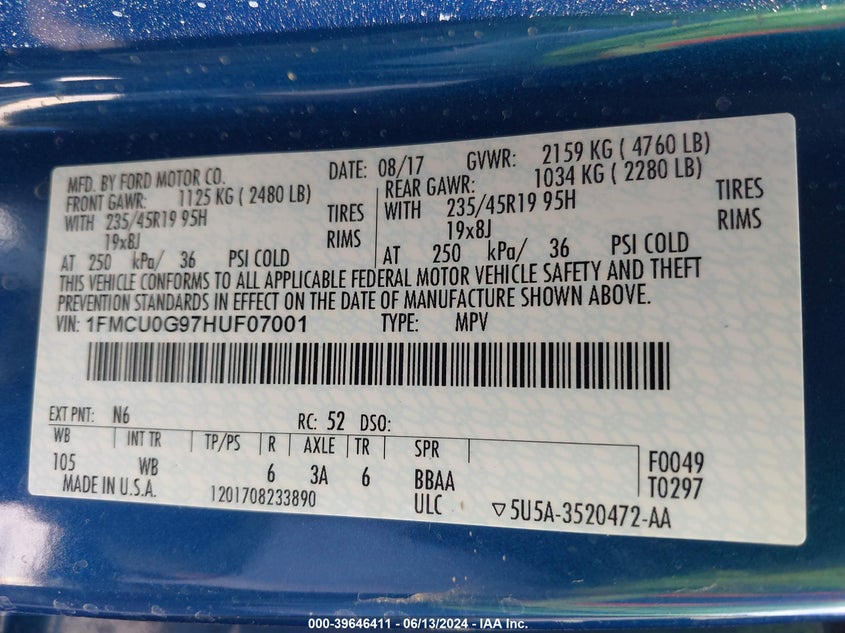 MFD. BY FORD MOTOR CO. DATE: 08/17 GVWR: 2159 KG ( 4760 LB)
FRONT GAWR: 1125 KG ( 2480 LB) REAR GAWR: 1034 KG ( 2280 LB)
WITH 235/45R19 95H TIRES WITH 235/45R19 95H TIRES
19x8J RIMS 19x8J RIMS
AT 250 kPa/ 36 PSI COLD AT 250 kPa/ 36 PSI COLD
THIS VEHICLE CONFORMS TO ALL APPLICABLE FEDERAL MOTOR VEHICLE SAFETY AND THEFT
PREVENTION STANDARDS IN EFFECT ON THE DATE OF MANUFACTURE SHOWN ABOVE.
VIN: 1FMCU0G97HUF07001 TYPE: MPV
EXT PNT: N6 RC: 52 DSO:
WB INT TR TP/PS R AXLE TR SPR
105 WB 6 3A 6 BBAA F0049
MADE IN U.S.A. 1201708233890 ULC T0297
▽5U5A-3520472-AA
000-39646411 - 06/13/2024 - IAA Inc.